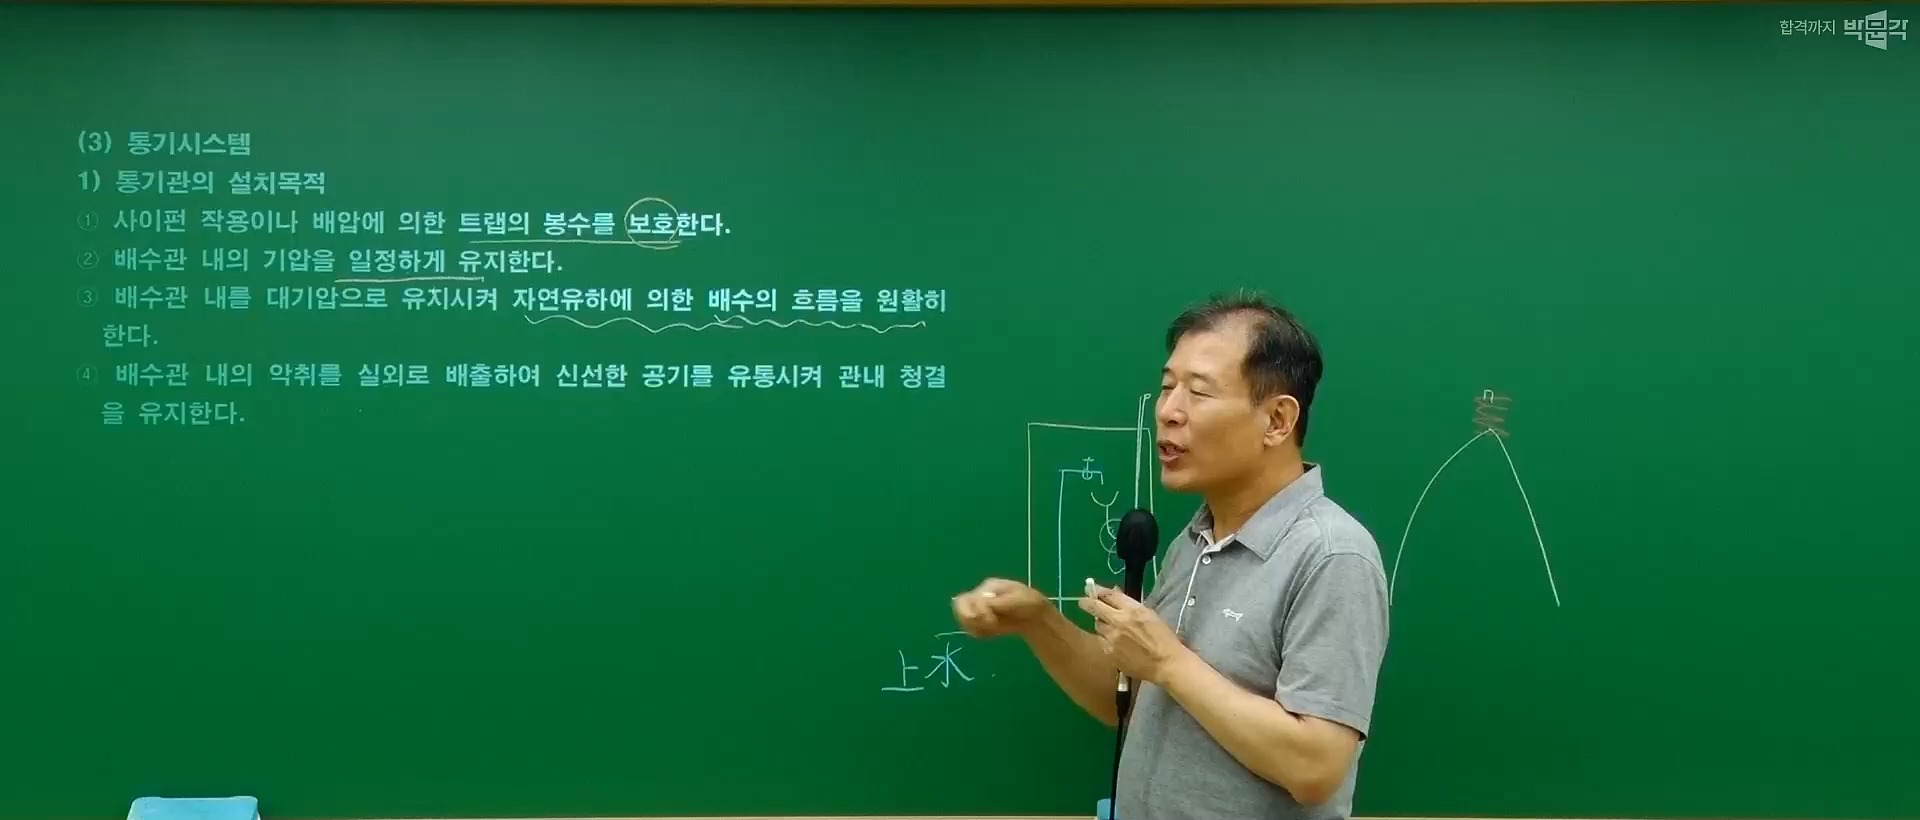 합격까지 박문각
(3) 통기시스템
1) 통기관의 설치목적
① 사이펀 작용이나 배압에 의한 트랩의 봉수를 보호한다.
② 배수관 내의 기압을 일정하게 유지한다.
③ 배수관 내를 대기압으로 유지시켜 자연유하에 의한 배수의 흐름을 원활히
한다.
④ 배수관 내의 악취를 실외로 배출하여 신선한 공기를 유통시켜 관내 청결
을 유지한다.
上水